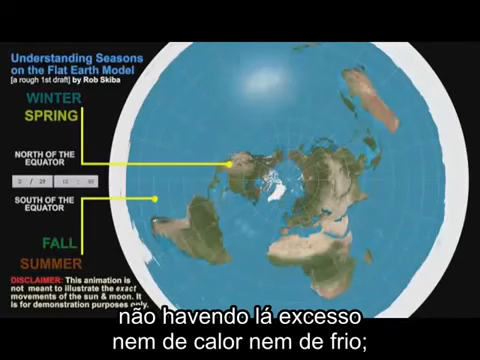 Understanding Seasons
on the Flat Earth Model
[a rough 1st draft] by Rob Skiba
WINTER
SPRING
NORTH OF THE
EQUATOR
SOUTH OF THE
EQUATOR
FALL
SUMMER
DISCLAIMER: This animation is
not meant to illustrate the exact
movements of the sun & moon. It
is for demonstration purposes only.
não havendo lá excesso
nem de calor nem de frio;